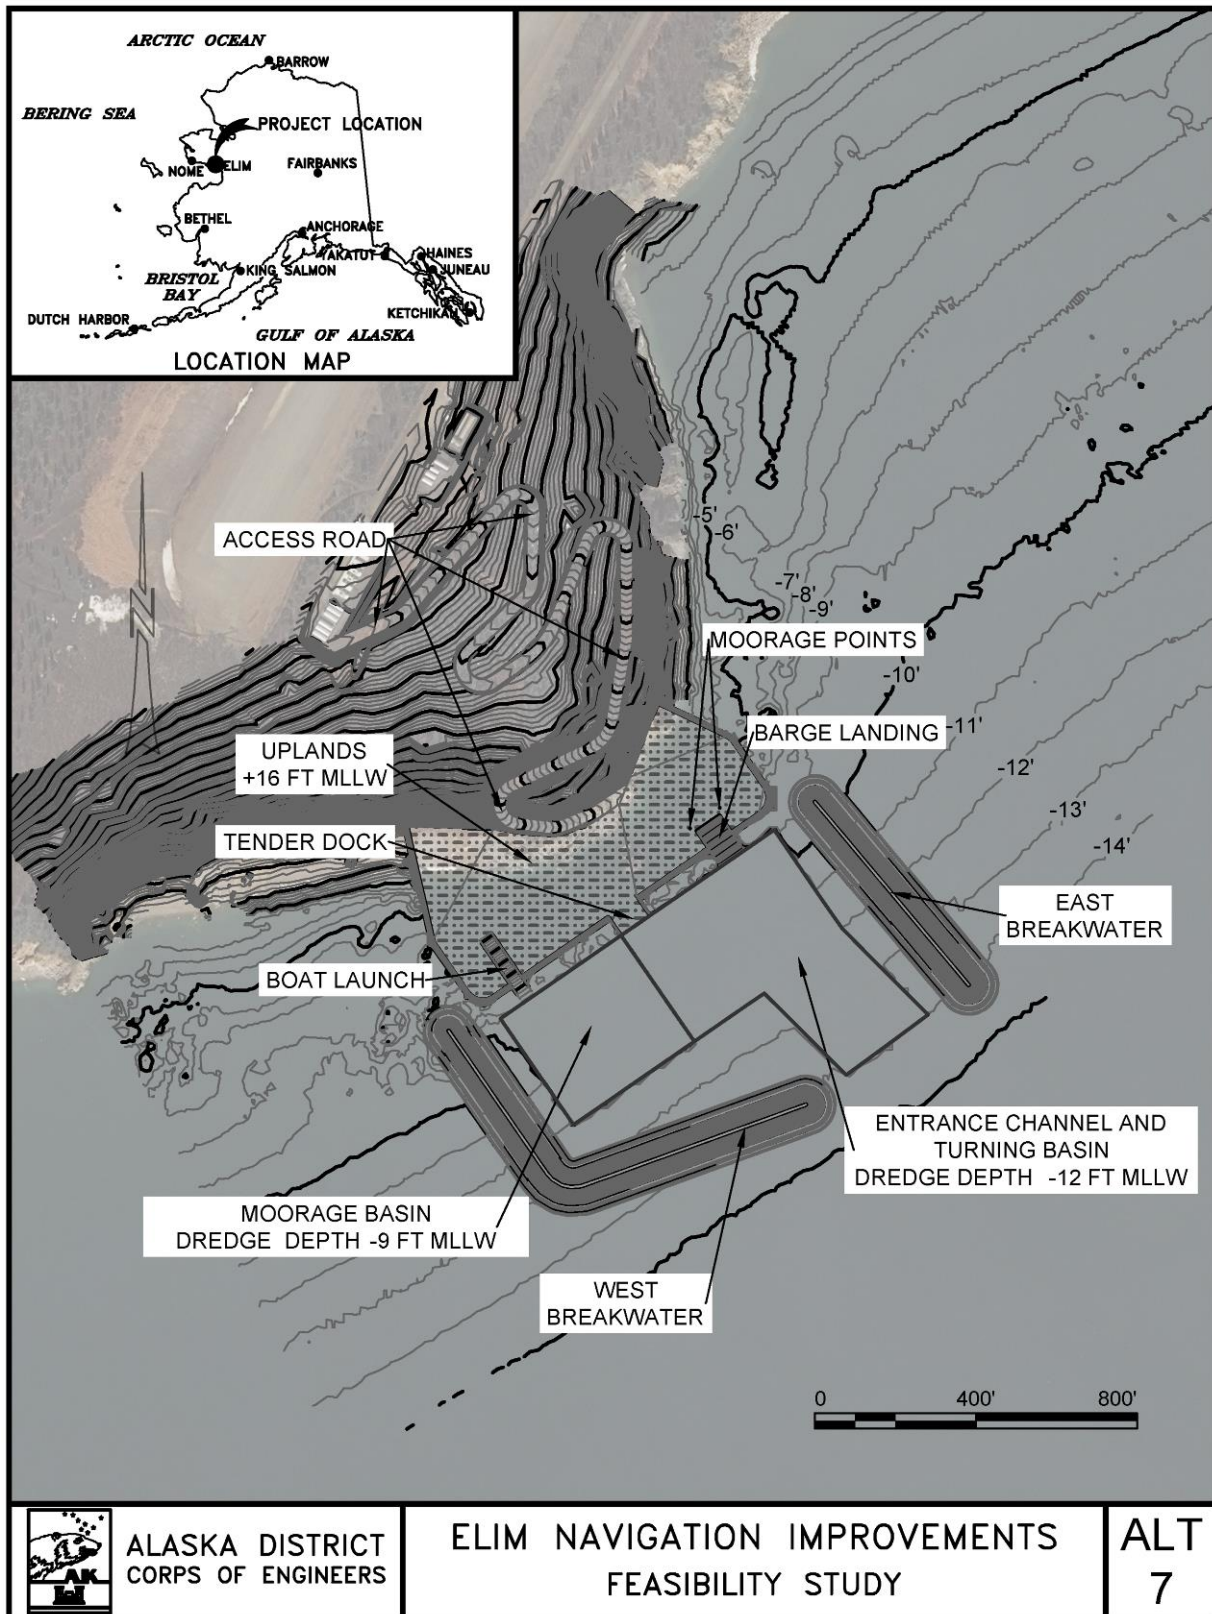 ARCTIC OCEAN
BARROW
BERING SEA
PROJECT LOCATION
NOME
ELIM
FAIRBANKS
BETHEL
ANCHORAGE
YAKATUT
HAINES
JUNEAU
KING SALMON
BRISTOL
BAY
KETCHIKAN
DUTCH HARBOR
GULF OF ALASKA
LOCATION MAP
N
ACCESS ROAD
-5'
-6'
-7'
-8'
-9'
MOORAGE POINTS
-10'
-11'
BARGE LANDING
UPLANDS
+16 FT MLLW
-12'
-13'
-14'
TENDER DOCK
EAST
BREAKWATER
BOAT LAUNCH
ENTRANCE CHANNEL AND
TURNING BASIN
DREDGE DEPTH -12 FT MLLW
MOORAGE BASIN
DREDGE DEPTH -9 FT MLLW
WEST
BREAKWATER
0 400' 800'
AK
ALASKA DISTRICT
CORPS OF ENGINEERS
ELIM NAVIGATION IMPROVEMENTS
FEASIBILITY STUDY
ALT
7